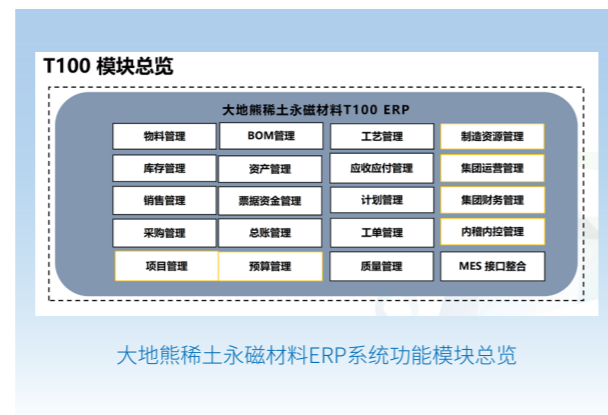 T100 模块总览
大地熊稀土永磁材料T100 ERP
物料管理 BOM管理 工艺管理 制造资源管理
库存管理 资产管理 应收应付管理 集团运营管理
销售管理 票据资金管理 计划管理 集团财务管理
采购管理 总账管理 工单管理 内稽内控管理
项目管理 预算管理 质量管理 MES 接口整合
大地熊稀土永磁材料ERP系统功能模块总览